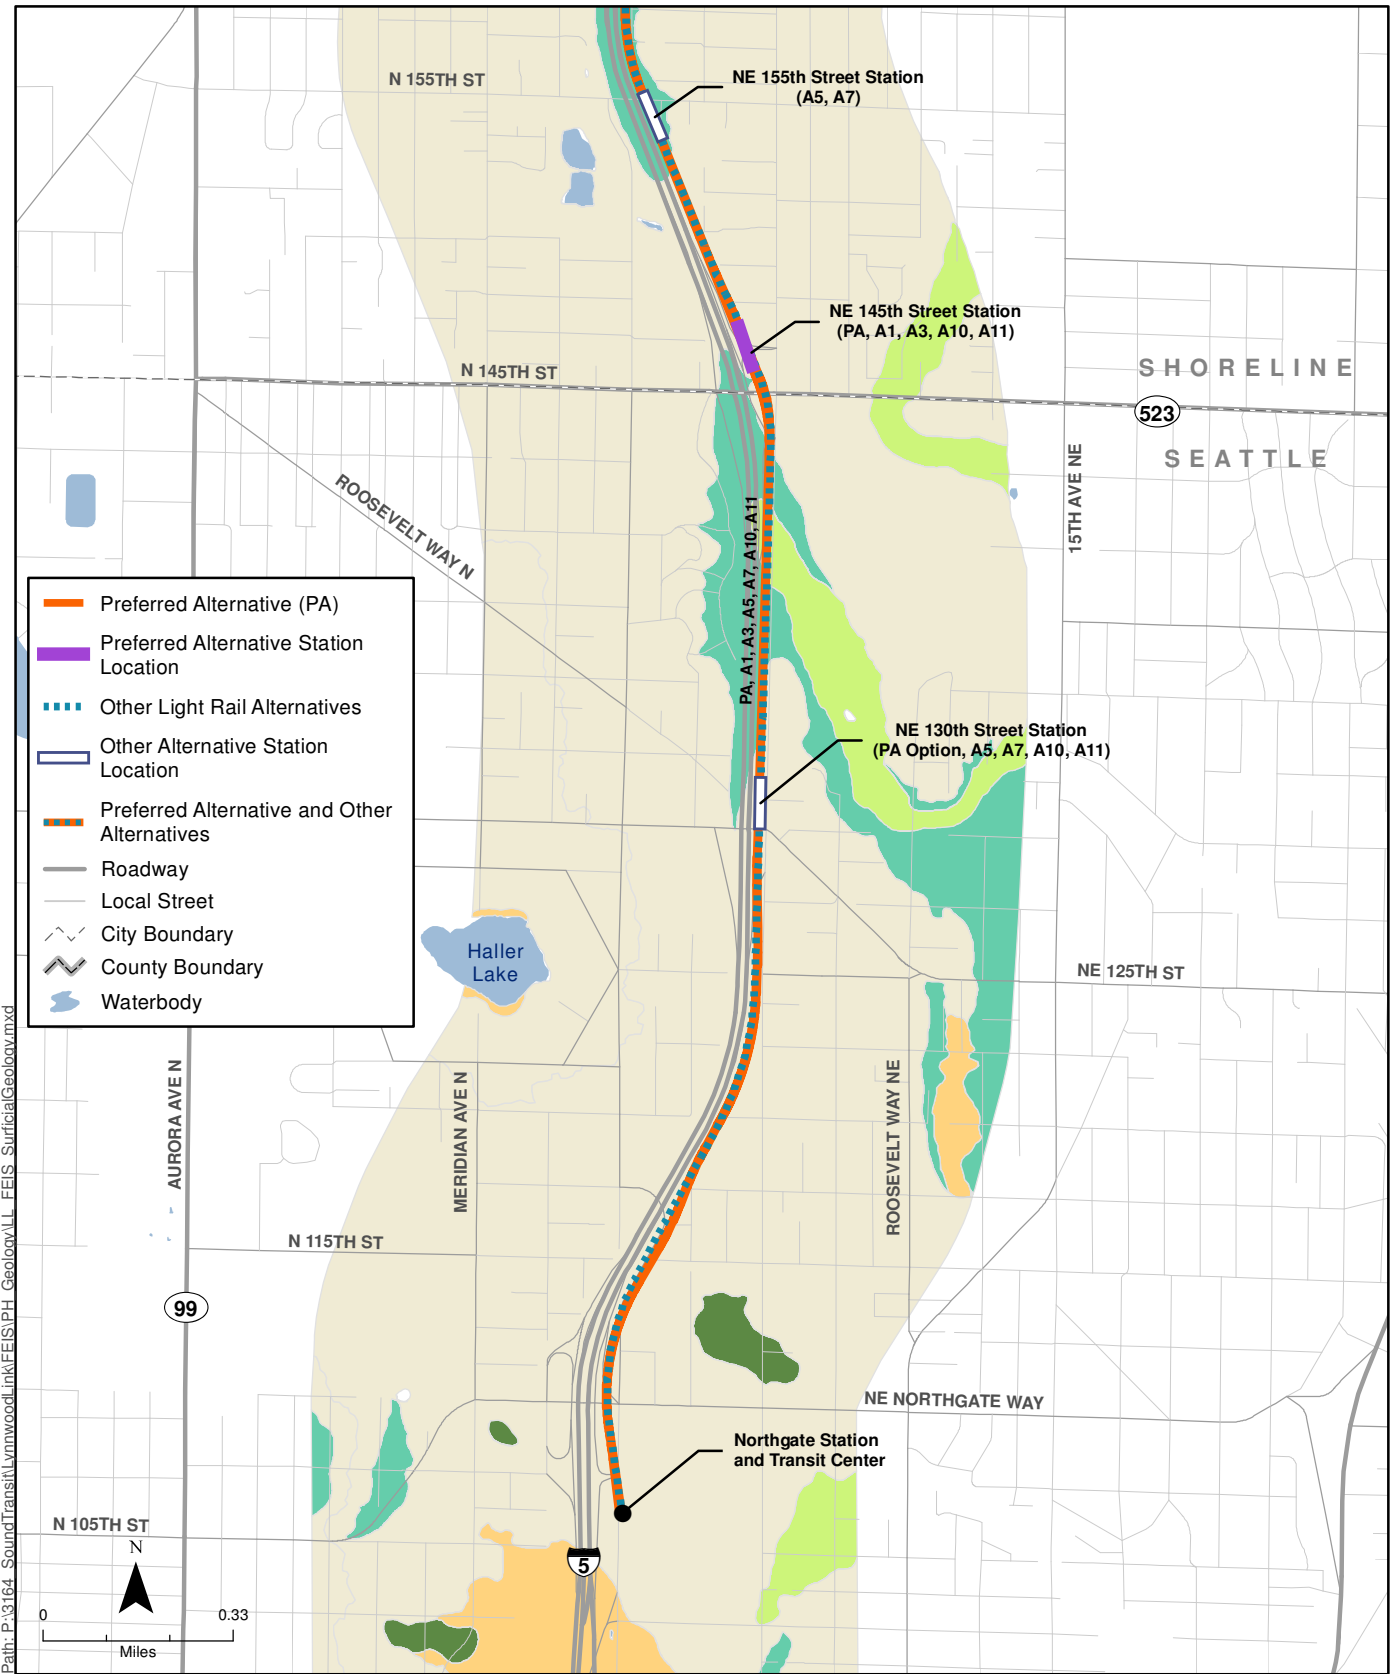 N 155TH ST
NE 155th Street Station
(A5, A7)
NE 145th Street Station
(PA, A1, A3, A10, A11)
N 145TH ST
SHORELINE
523
SEATTLE
15TH AVE NE
ROOSEVELT WAY N
PA, A1, A3, A5, A7, A10, A11
Preferred Alternative (PA)
Preferred Alternative Station
Location
Other Light Rail Alternatives
Other Alternative Station
Location
Preferred Alternative and Other
Alternatives
Roadway
Local Street
City Boundary
County Boundary
Waterbody
NE 130th Street Station
(PA Option, A5, A7, A10, A11)
Haller
Lake
NE 125TH ST
AURORA AVE N
MERIDIAN AVE N
ROOSEVELT WAY NE
N 115TH ST
99
NE NORTHGATE WAY
Northgate Station
and Transit Center
N 105TH ST
N
5
0 0.33
Miles
Path: P:\3164_SoundTransit\LynnwoodLink\FEIS\PH_Geology\LL_FEIS_SurficialGeology.mxd